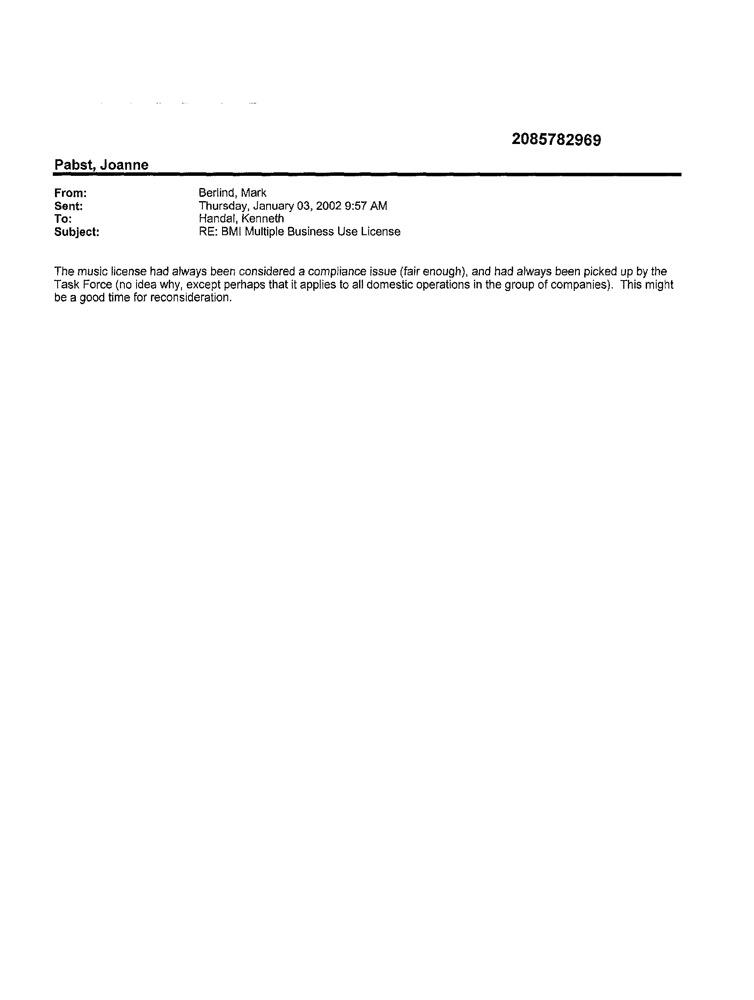 2085782969
Pabst, Joanne
From: Berlind, Mark
Sent: Thursday, January 03, 2002 9:57 AM
To: Handal, Kenneth
Subject: RE: BMI Multiple Business Use License
The music license had always been considered a compliance issue (fair enough), and had always been picked up by the
Task Force (no idea why, except perhaps that it applies to all domestic operations in the group of companies).  This might
be a good time for reconsideration.